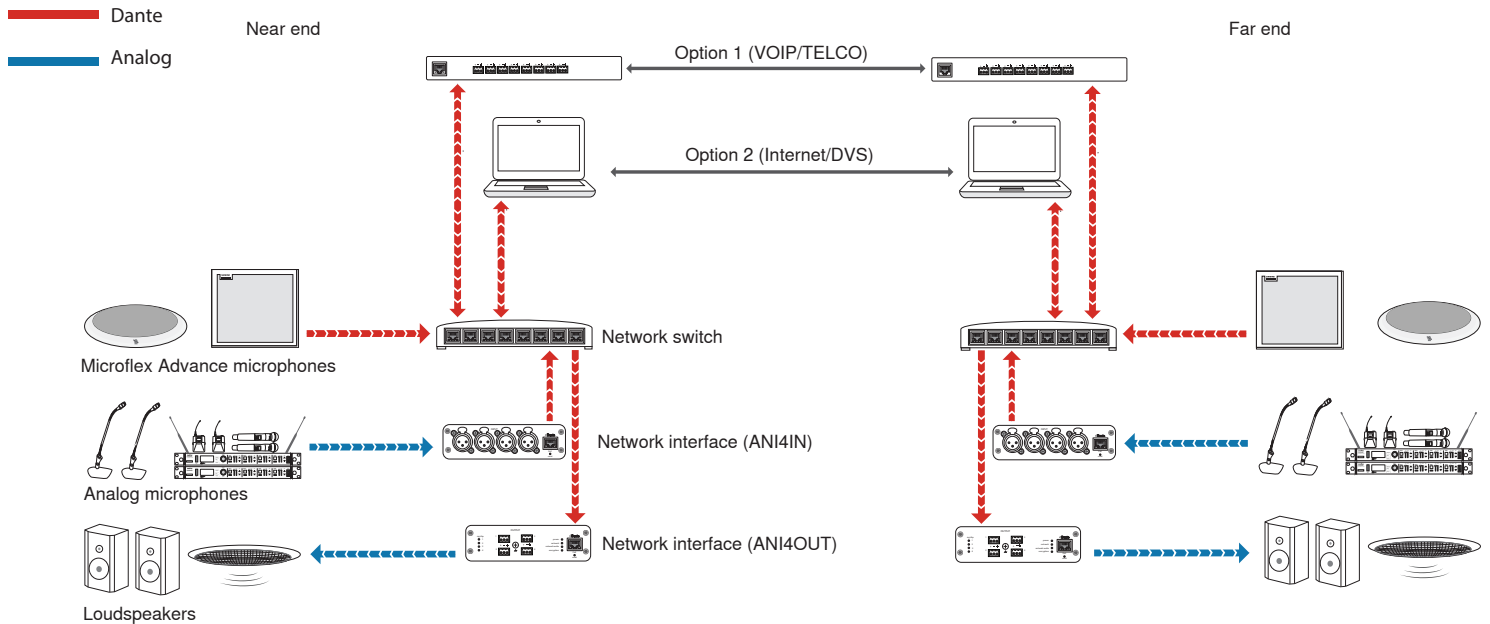 Dante
Near end
Far end
Analog
Option 1 (VOIP/TELCO)
Option 2 (Internet/DVS)
Network switch
Microflex Advance microphones
Network interface (ANI4IN)
Analog microphones
Network interface (ANI4OUT)
Loudspeakers